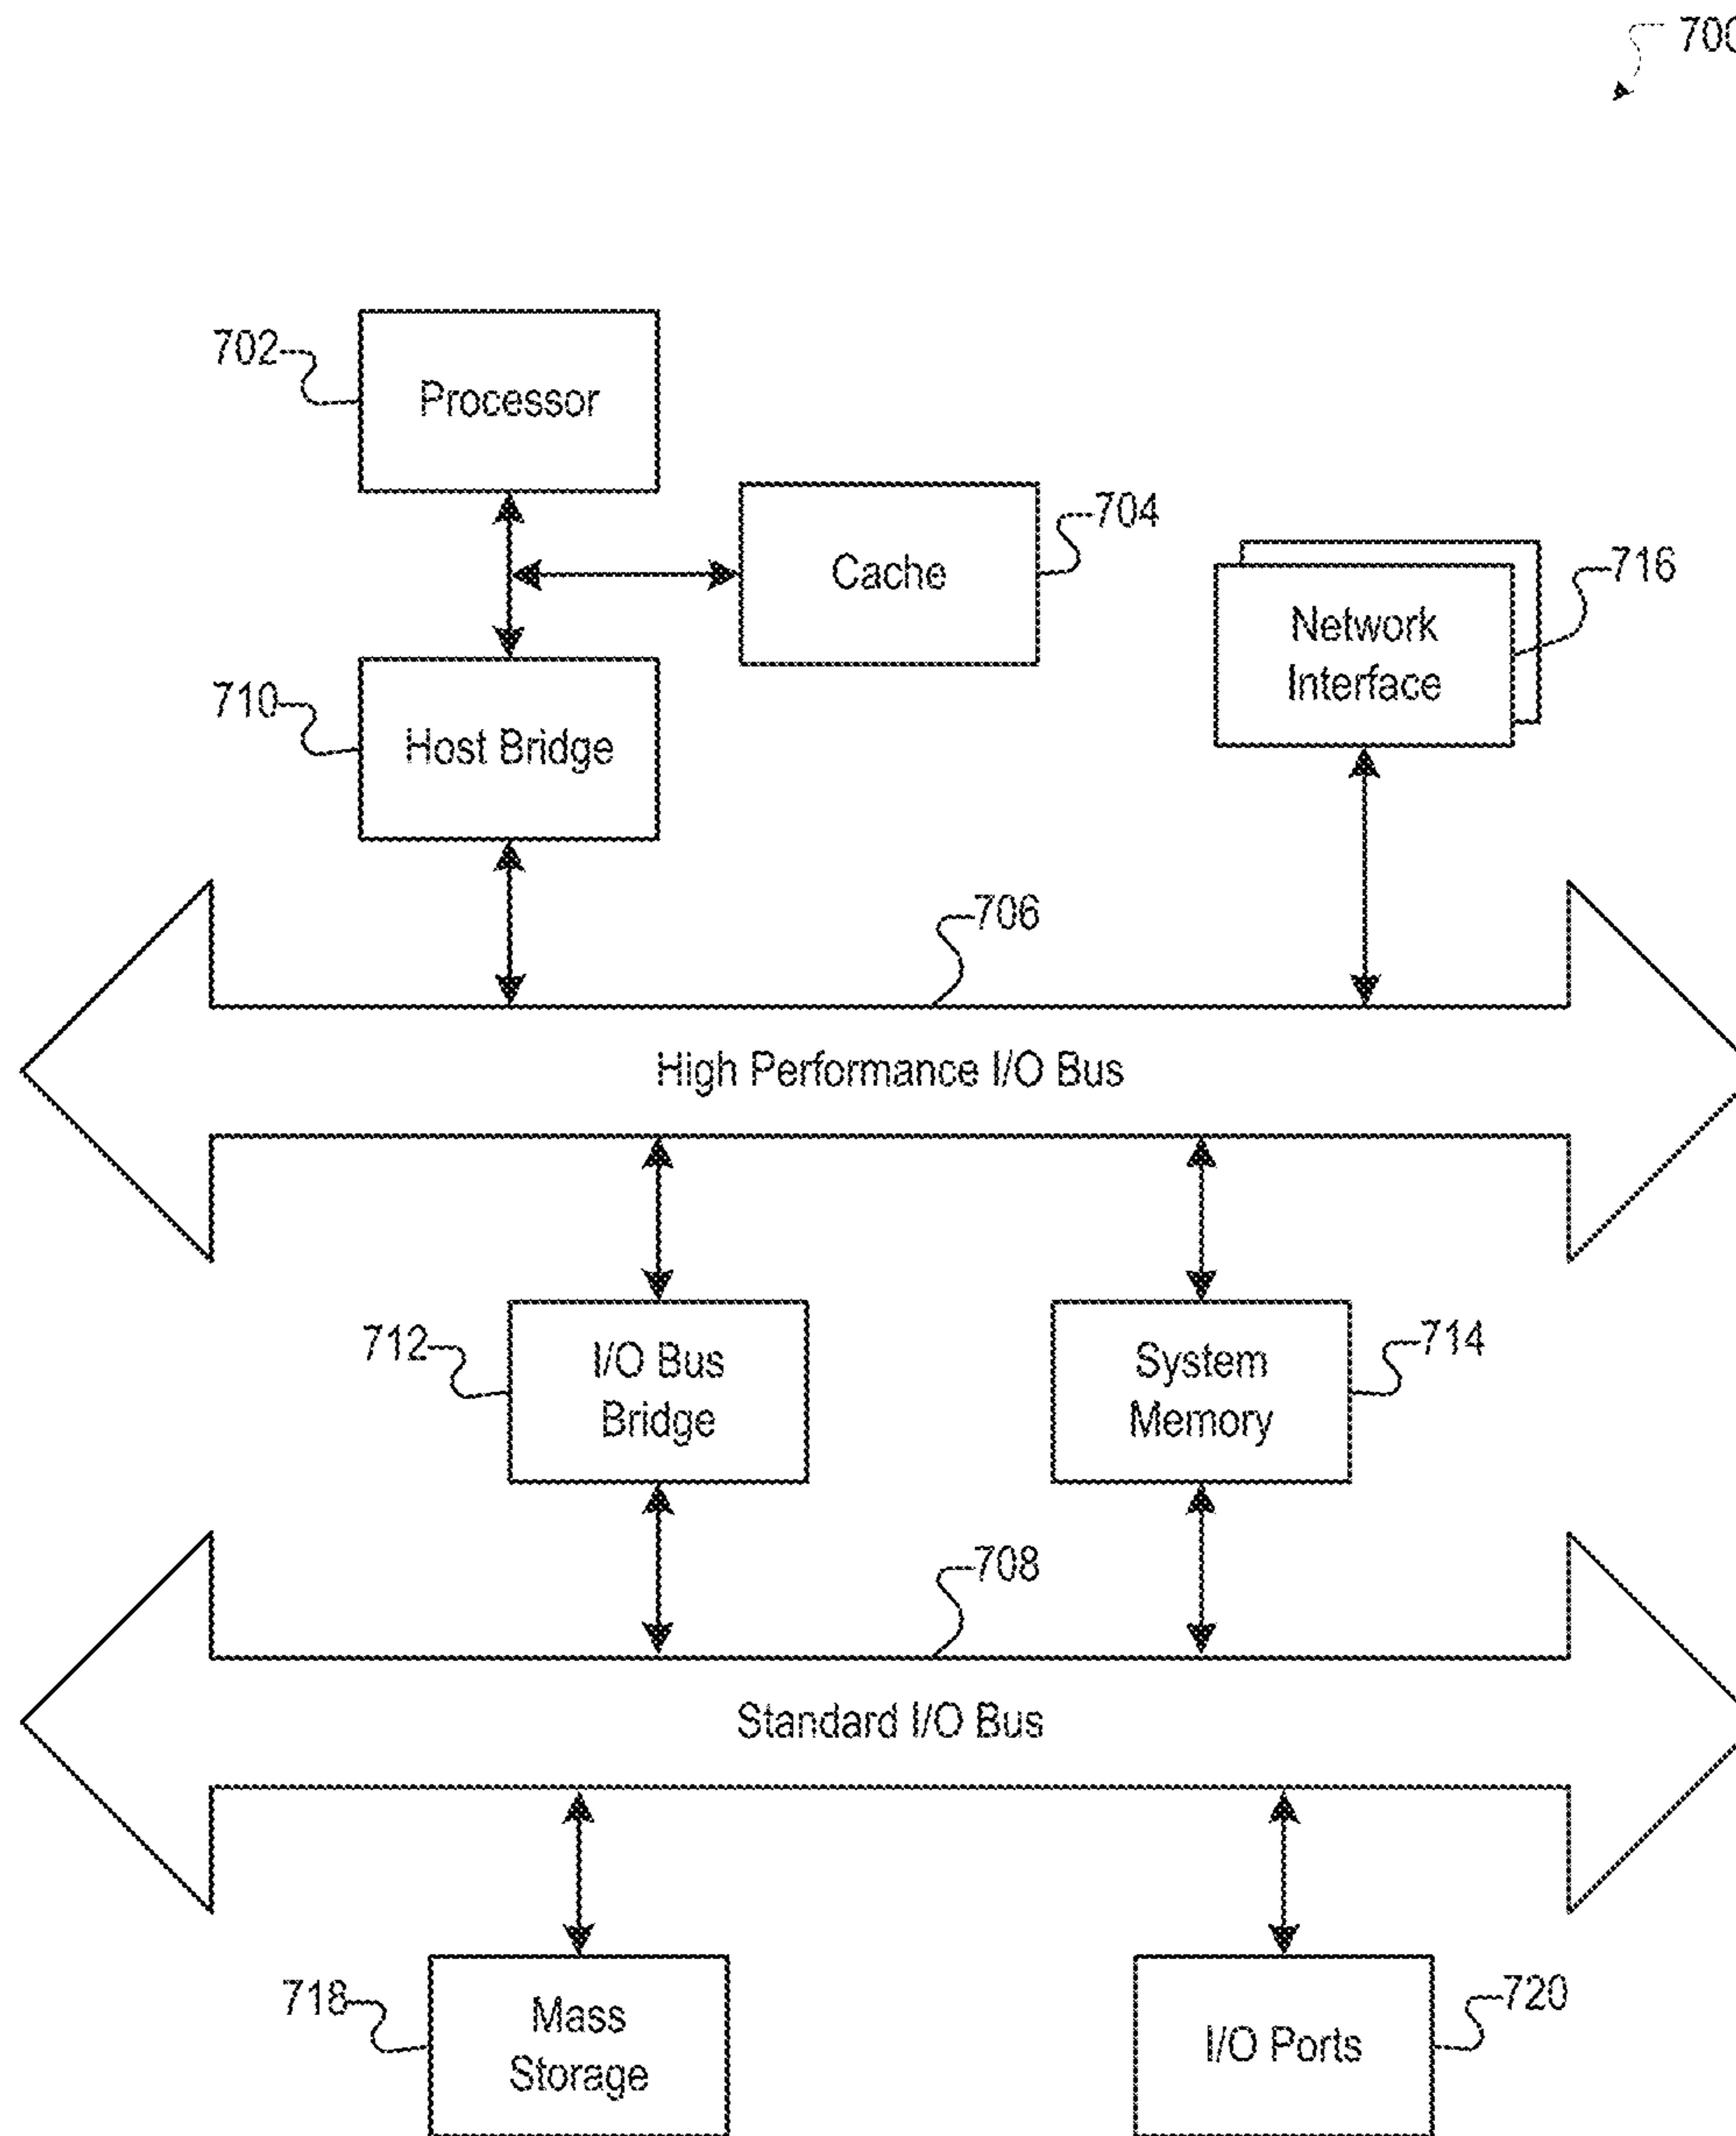 700
702
Processor
704
Cache
716
Network
Interface
710
Host Bridge
706
High Performance I/O Bus
712
I/O Bus
Bridge
714
System
Memory
708
Standard I/O Bus
718
Mass
Storage
720
I/O Ports